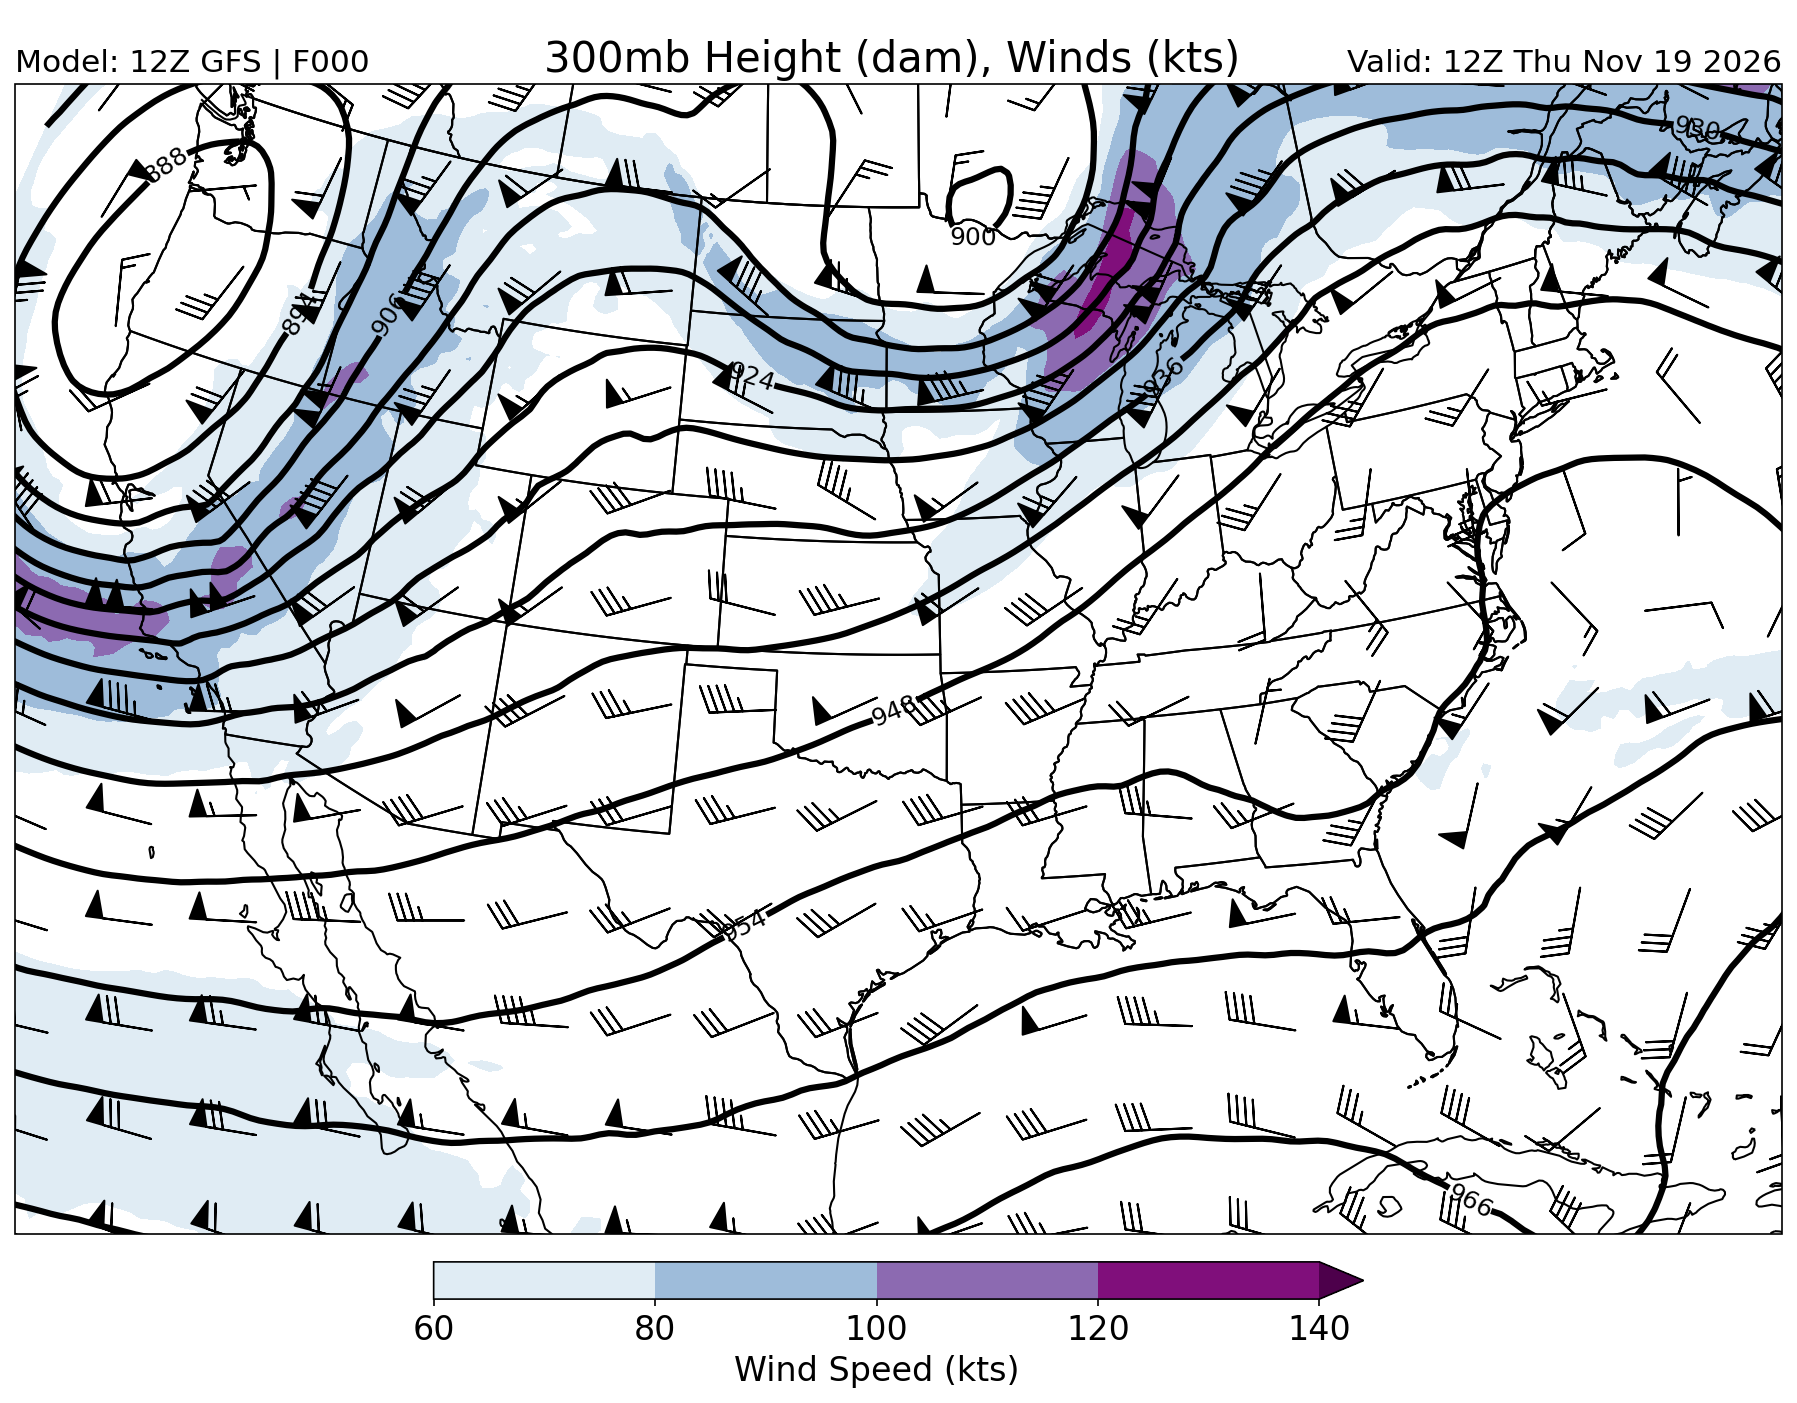 Model: 12Z GFS | F000
300mb Height (dam), Winds (kts)
Valid: 12Z Thu Nov 19 2026
930
888
900
894
906
924
936
948
954
966
60 80 100 120 140
Wind Speed (kts)